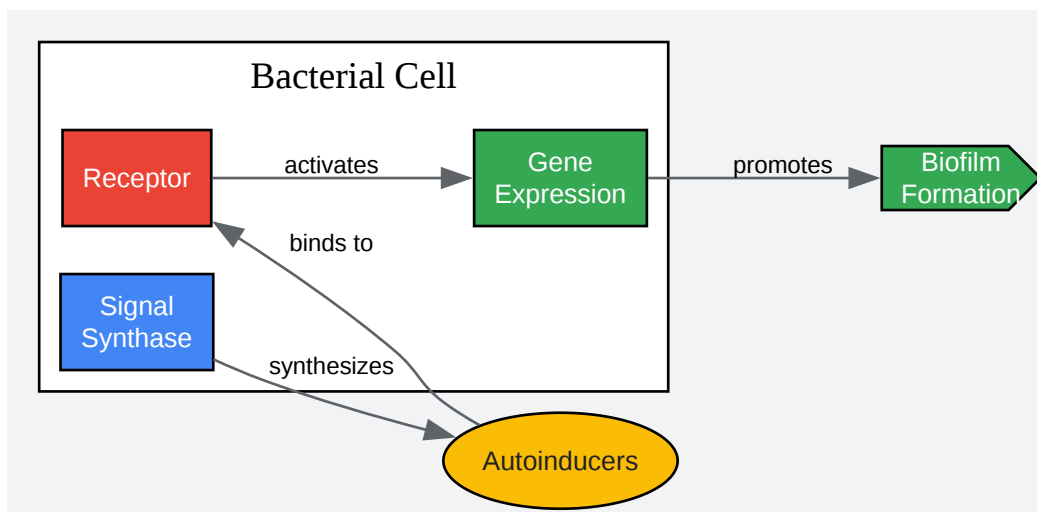 Bacterial Cell
Receptor
activates
Gene
Expression
promotes
Biofilm
Formation
binds to
Signal
Synthase
synthesizes
Autoinducers